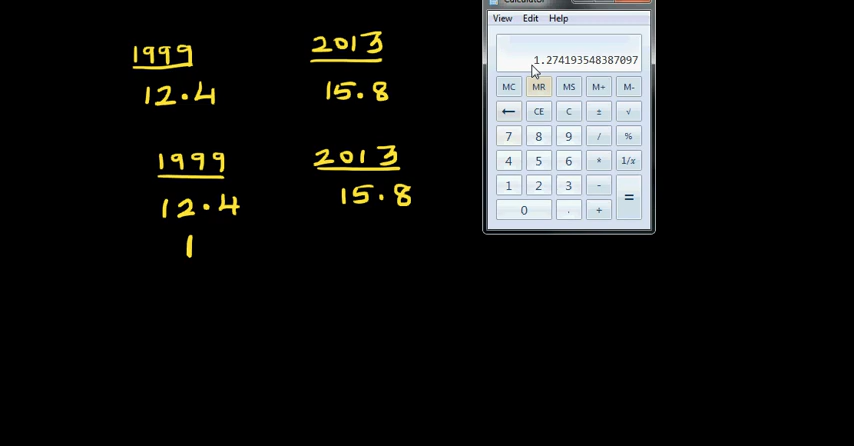 Calculator
View Edit Help
1.274193548387097
MC MR MS M+ M-
← CE C ± √
7 8 9 / %
4 5 6 * 1/x
1 2 3 - =
0 . +
1999 2013
12.4 15.8
1999 2013
12.4 15.8
1